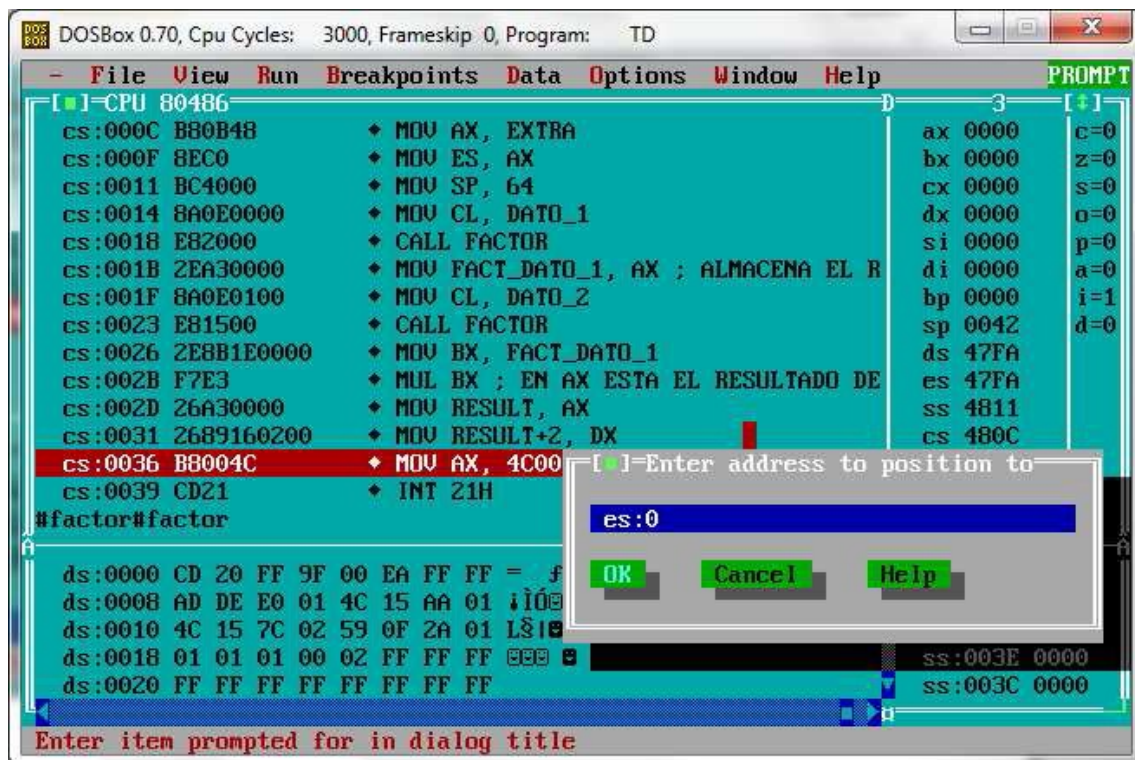 DOSBox 0.70, Cpu Cycles: 3000, Frameskip 0, Program: TD
- File View Run Breakpoints Data Options Window Help PROMPT
[■]=CPU 80486 D 3 [↕]
cs:000C B80B48 ♦ MOV AX, EXTRA ax 0000 c=0
cs:000F 8EC0 ♦ MOV ES, AX bx 0000 z=0
cs:0011 BC4000 ♦ MOV SP, 64 cx 0000 s=0
cs:0014 8A0E0000 ♦ MOV CL, DATO_1 dx 0000 o=0
cs:0018 E82000 ♦ CALL FACTOR si 0000 p=0
cs:001B 2EA30000 ♦ MOV FACT_DATO_1, AX ; ALMACENA EL R di 0000 a=0
cs:001F 8A0E0100 ♦ MOV CL, DATO_2 bp 0000 i=1
cs:0023 E81500 ♦ CALL FACTOR sp 0042 d=0
cs:0026 2E8B1E0000 ♦ MOV BX, FACT_DATO_1 ds 47FA
cs:002B F7E3 ♦ MUL BX ; EN AX ESTA EL RESULTADO DE es 47FA
cs:002D 26A30000 ♦ MOV RESULT, AX ss 4811
cs:0031 2689160200 ♦ MOV RESULT+2, DX cs 480C
cs:0036 B8004C ♦ MOV AX, 4C00
[■]=Enter address to position to
cs:0039 CD21 ♦ INT 21H
#factor#factor
es:0
OK Cancel Help
ds:0000 CD 20 FF 9F 00 EA FF FF = f
ds:0008 AD DE E0 01 4C 15 AA 01
ds:0010 4C 15 7C 02 59 0F 2A 01
ds:0018 01 01 01 00 02 FF FF FF ss:003E 0000
ds:0020 FF FF FF FF FF FF FF FF ss:003C 0000
Enter item prompted for in dialog title